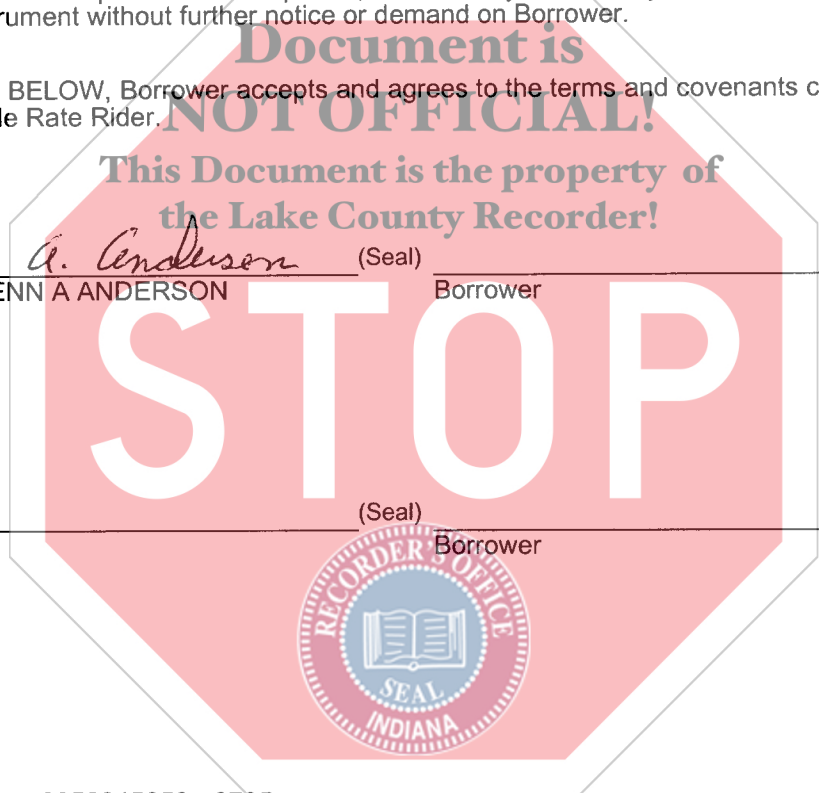 rument without further notice or demand on Borrower.
Document is
BELOW, Borrower accepts and agrees to the terms and covenants c
le Rate Rider.
NOT OFFICIAL!
This Document is the property of
the Lake County Recorder!
a. Anderson (Seal)
ENN A ANDERSON Borrower
STOP
(Seal)
Borrower
RECORDER'S OFFICE
SEAL
INDIANA